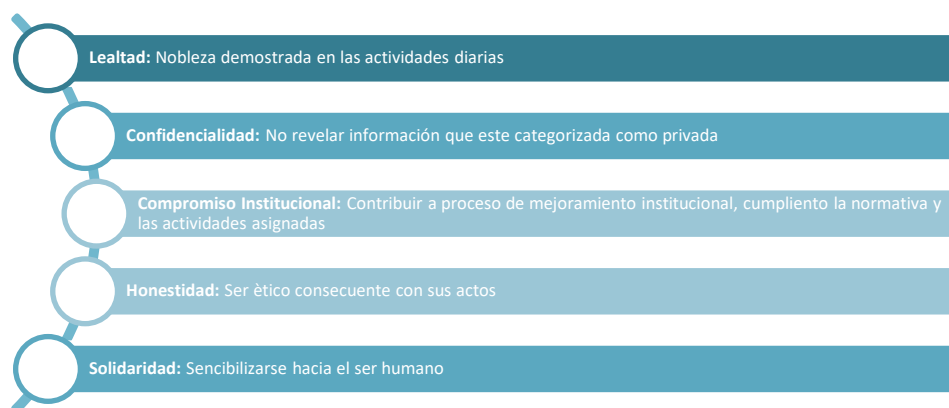 Lealtad: Nobleza demostrada en las actividades diarias
Confidencialidad: No revelar información que este categorizada como privada
Compromiso Institucional: Contribuir a proceso de mejoramiento institucional, cumpliento la normativa y
las actividades asignadas
Honestidad: Ser ètico consecuente con sus actos
Solidaridad: Sencibilizarse hacia el ser humano